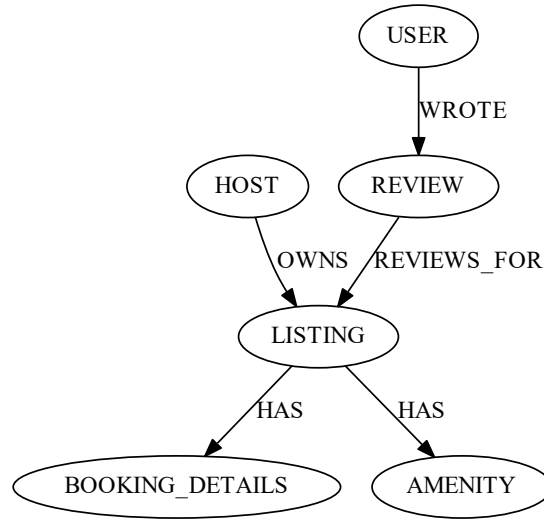 USER
WROTE
HOST
REVIEW
OWNS
REVIEWS_FOR
LISTING
HAS
HAS
BOOKING_DETAILS
AMENITY